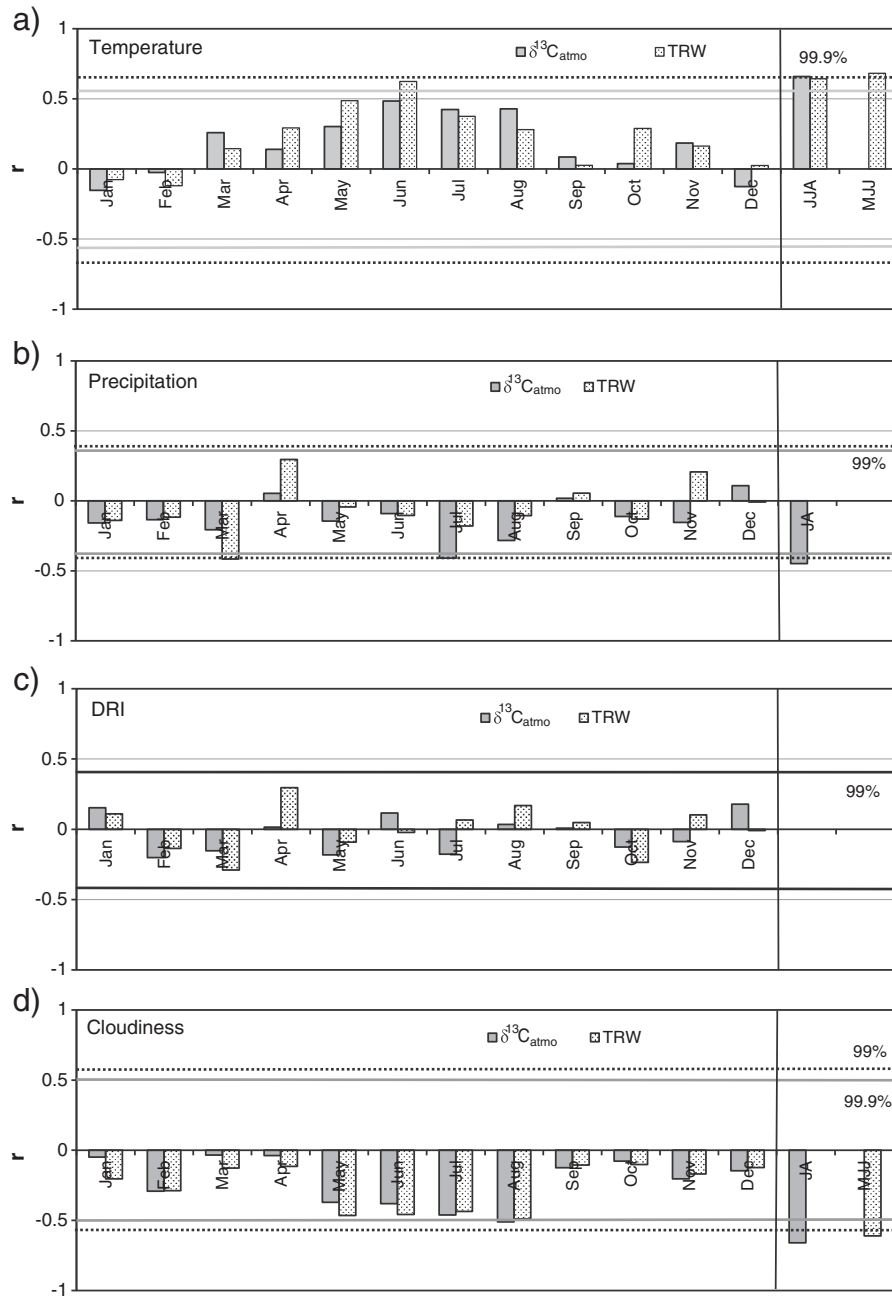 a)
Temperature
δ¹³Catmo
TRW
99.9%
1
0.5
0
-0.5
-1
r
Jan Feb Mar Apr May Jun Jul Aug Sep Oct Nov Dec JJA MJJ
b)
Precipitation
δ¹³Catmo
TRW
99%
1
0.5
0
-0.5
-1
r
Jan Feb Mar Apr May Jun Jul Aug Sep Oct Nov Dec JA
c)
DRI
δ¹³Catmo
TRW
99%
1
0.5
0
-0.5
-1
r
Jan Feb Mar Apr May Jun Jul Aug Sep Oct Nov Dec
d)
Cloudiness
δ¹³Catmo
TRW
99%
99.9%
1
0.5
0
-0.5
-1
r
Jan Feb Mar Apr May Jun Jul Aug Sep Oct Nov Dec JA MJJ